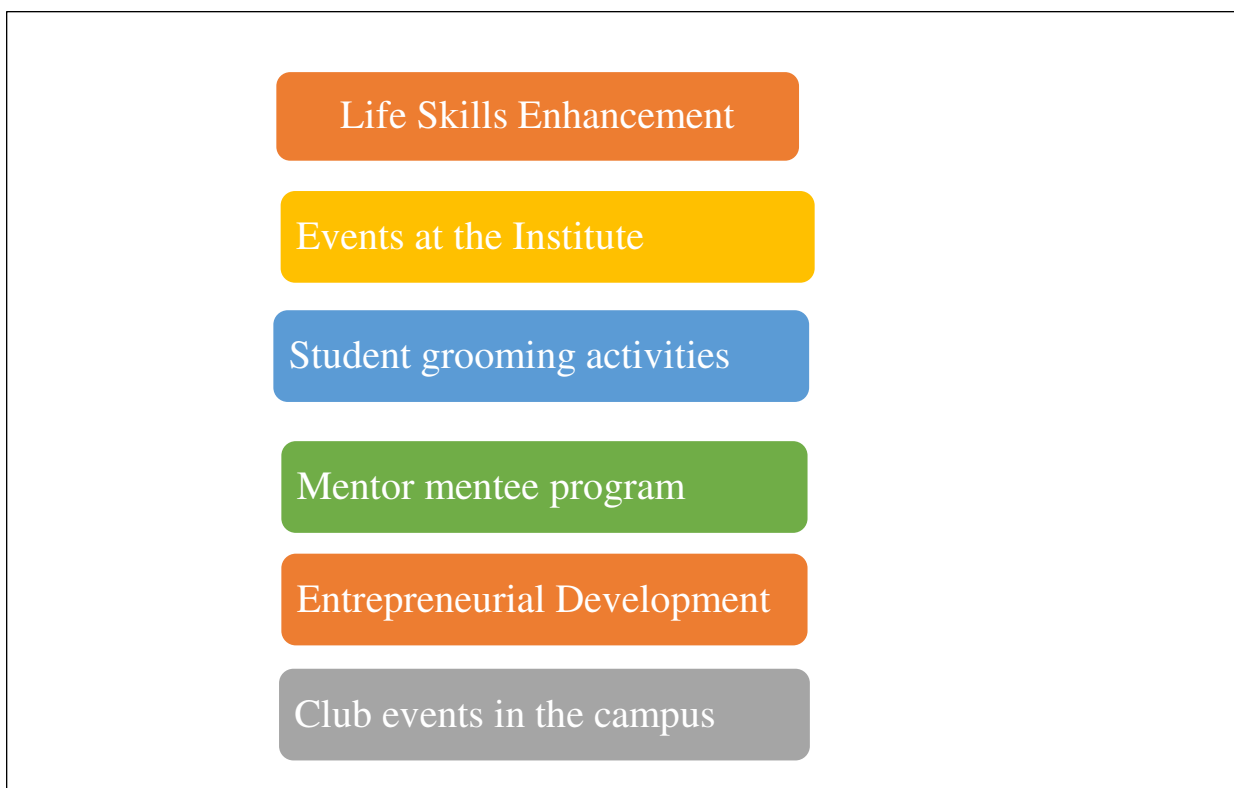 Life Skills Enhancement
Events at the Institute
Student grooming activities
Mentor mentee program
Entrepreneurial Development
Club events in the campus